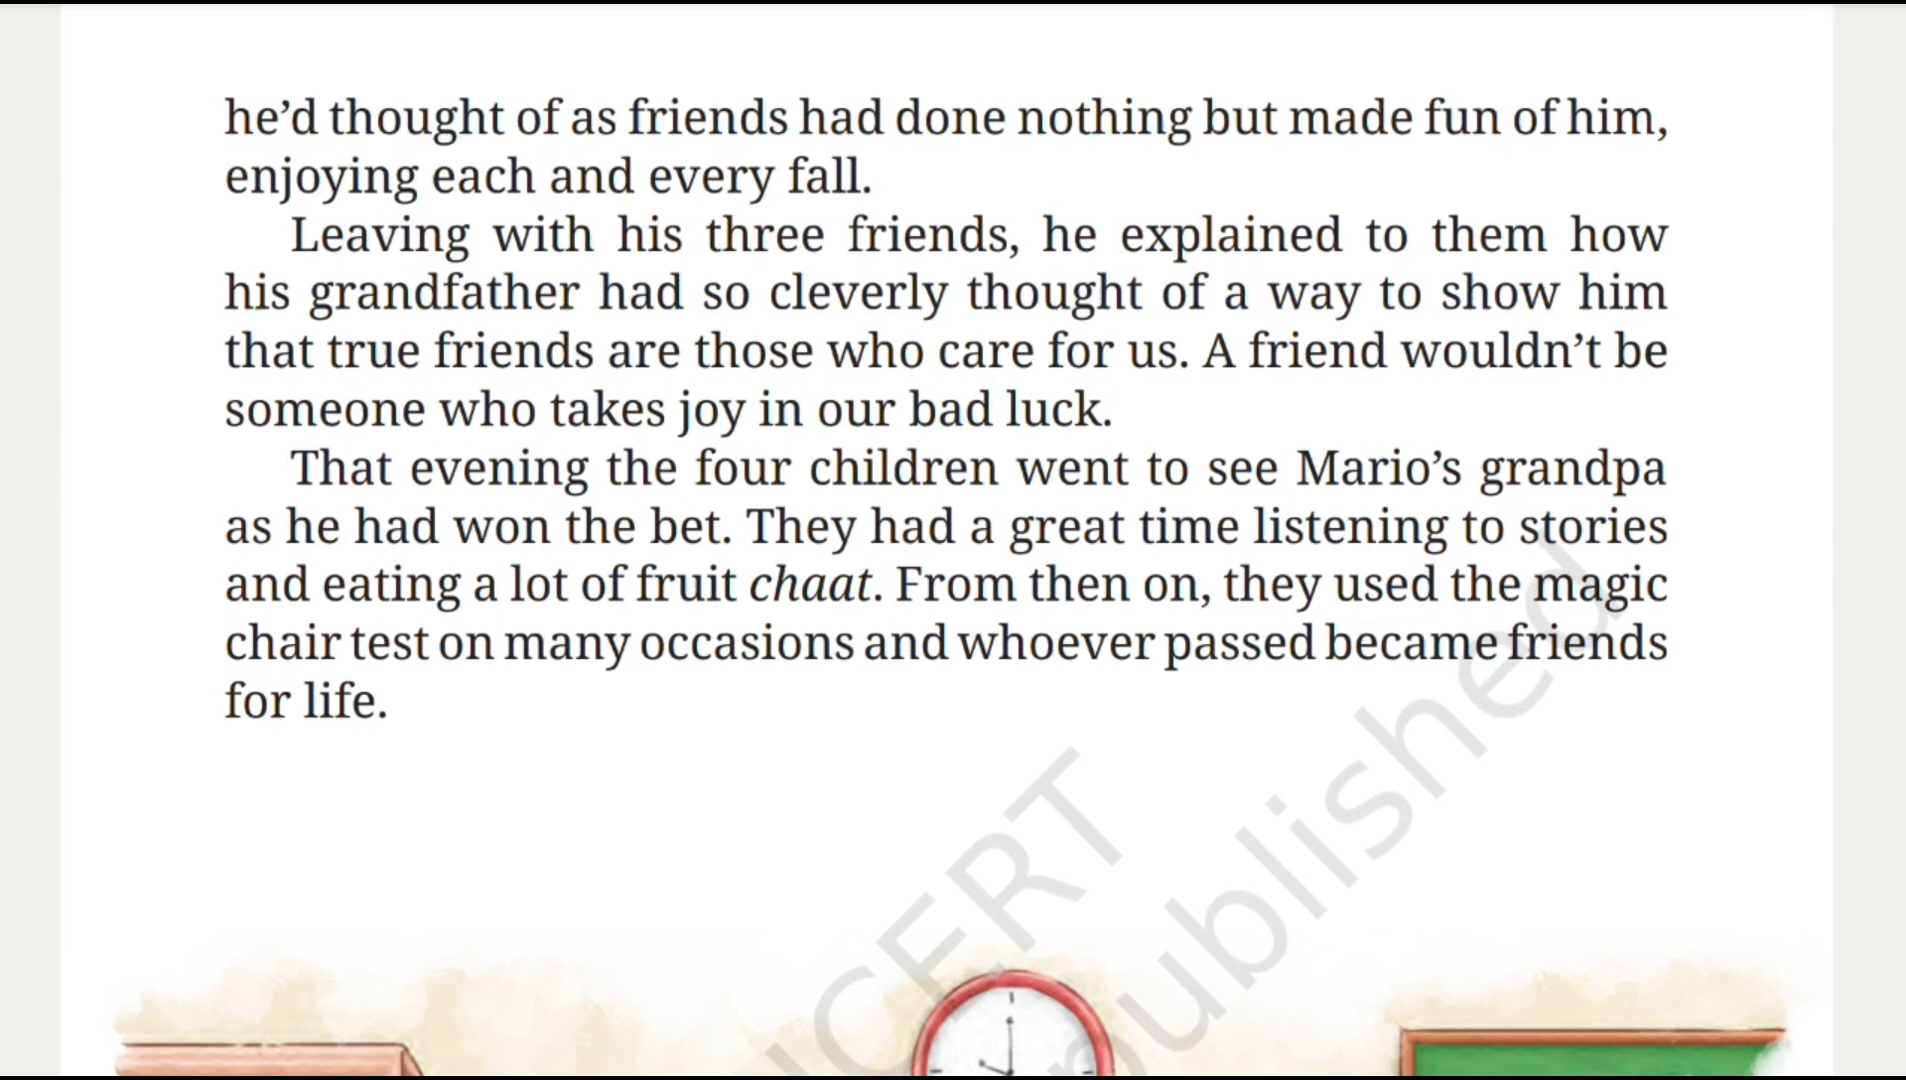 he’d thought of as friends had done nothing but made fun of him,
enjoying each and every fall.
Leaving with his three friends, he explained to them how
his grandfather had so cleverly thought of a way to show him
that true friends are those who care for us. A friend wouldn’t be
someone who takes joy in our bad luck.
That evening the four children went to see Mario’s grandpa
as he had won the bet. They had a great time listening to stories
and eating a lot of fruit chaat. From then on, they used the magic
chair test on many occasions and whoever passed became friends
for life.